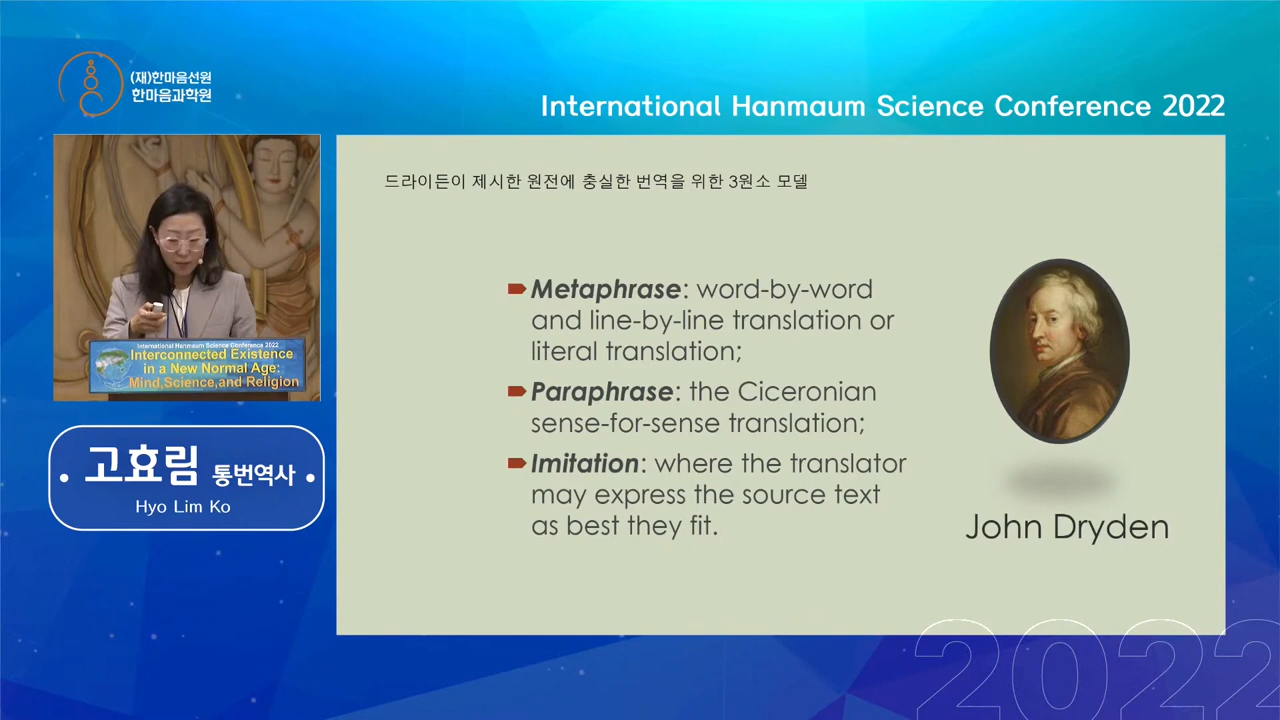 (재)한마음선원
한마음과학원
International Hanmaum Science Conference 2022
International Hanmaum Science Conference 2022
Interconnected Existence
in a New Normal Age:
Mind,Science,and Religion
고효림 통번역사
Hyo Lim Ko
드라이든이 제시한 원전에 충실한 번역을 위한 3원소 모델
Metaphrase: word-by-word
and line-by-line translation or
literal translation;
Paraphrase: the Ciceronian
sense-for-sense translation;
Imitation: where the translator
may express the source text
as best they fit.
John Dryden
2022